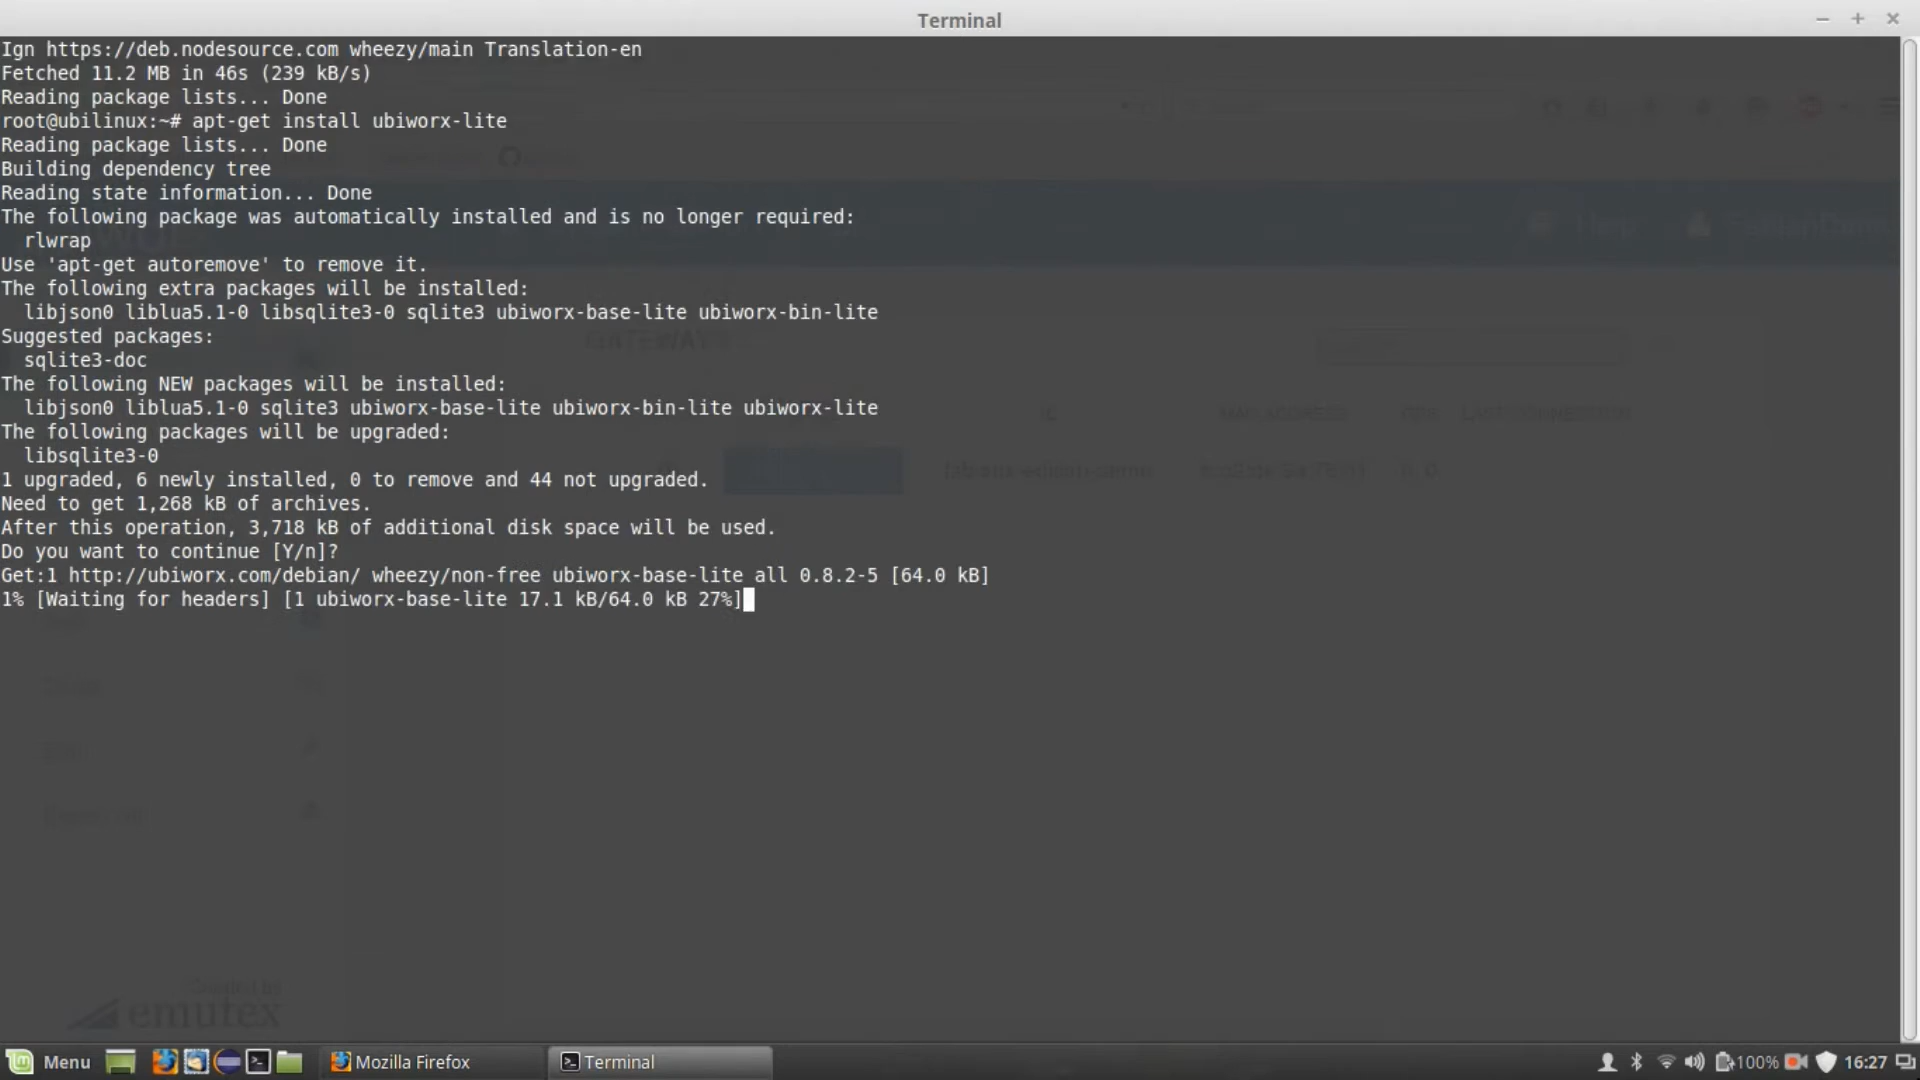 Terminal
Ign https://deb.nodesource.com wheezy/main Translation-en
Fetched 11.2 MB in 46s (239 kB/s)
Reading package lists... Done
root@ubilinux:~# apt-get install ubiworx-lite
Reading package lists... Done
Building dependency tree
Reading state information... Done
The following package was automatically installed and is no longer required:
rlwrap
Use 'apt-get autoremove' to remove it.
The following extra packages will be installed:
libjson0 liblua5.1-0 libsqlite3-0 sqlite3 ubiworx-base-lite ubiworx-bin-lite
Suggested packages:
sqlite3-doc
The following NEW packages will be installed:
libjson0 liblua5.1-0 sqlite3 ubiworx-base-lite ubiworx-bin-lite ubiworx-lite
The following packages will be upgraded:
libsqlite3-0
1 upgraded, 6 newly installed, 0 to remove and 44 not upgraded.
Need to get 1,268 kB of archives.
After this operation, 3,718 kB of additional disk space will be used.
Do you want to continue [Y/n]?
Get:1 http://ubiworx.com/debian/ wheezy/non-free ubiworx-base-lite all 0.8.2-5 [64.0 kB]
1% [Waiting for headers] [1 ubiworx-base-lite 17.1 kB/64.0 kB 27%]
emutex
Menu Mozilla Firefox Terminal 100% 16:27